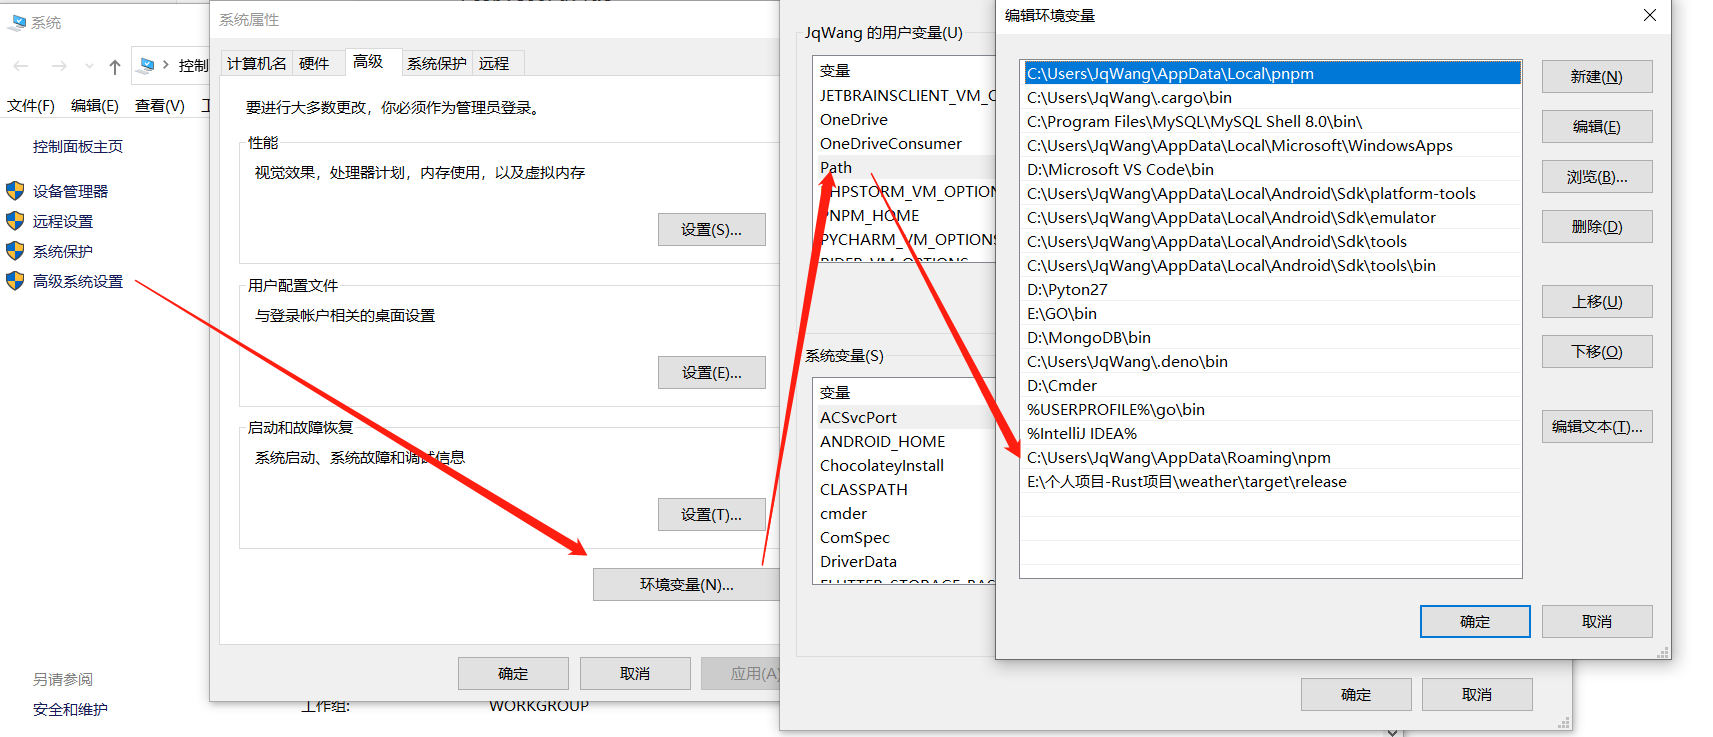 系统
控制
文件(F)
编辑(E)
查看(V)
控制面板主页
设备管理器
远程设置
系统保护
高级系统设置
另请参阅
安全和维护
系统属性
计算机名
硬件
高级
系统保护
远程
要进行大多数更改，你必须作为管理员登录。
性能
视觉效果，处理器计划，内存使用，以及虚拟内存
设置(S)...
用户配置文件
与登录帐户相关的桌面设置
设置(E)...
启动和故障恢复
系统启动、系统故障和调试信息
设置(T)...
环境变量(N)...
确定
取消
应用(A)
工作组:
WORKGROUP
JqWang 的用户变量(U)
变量
JETBRAINSCLIENT_VM_O
OneDrive
OneDriveConsumer
Path
PHPSTORM_VM_OPTION
PNPM_HOME
PYCHARM_VM_OPTIONS
RIDER_VM_OPTIONS
系统变量(S)
变量
ACSvcPort
ANDROID_HOME
ChocolateyInstall
CLASSPATH
cmder
ComSpec
DriverData
FLUTTER_STORAGE_BAS
确定
取消
编辑环境变量
C:\Users\JqWang\AppData\Local\pnpm
C:\Users\JqWang\.cargo\bin
C:\Program Files\MySQL\MySQL Shell 8.0\bin\
C:\Users\JqWang\AppData\Local\Microsoft\WindowsApps
D:\Microsoft VS Code\bin
C:\Users\JqWang\AppData\Local\Android\Sdk\platform-tools
C:\Users\JqWang\AppData\Local\Android\Sdk\emulator
C:\Users\JqWang\AppData\Local\Android\Sdk\tools
C:\Users\JqWang\AppData\Local\Android\Sdk\tools\bin
D:\Pyton27
E:\GO\bin
D:\MongoDB\bin
C:\Users\JqWang\.deno\bin
D:\Cmder
%USERPROFILE%\go\bin
%IntelliJ IDEA%
C:\Users\JqWang\AppData\Roaming\npm
E:\个人项目-Rust项目\weather\target\release
新建(N)
编辑(E)
浏览(B)...
删除(D)
上移(U)
下移(O)
编辑文本(T)...
确定
取消